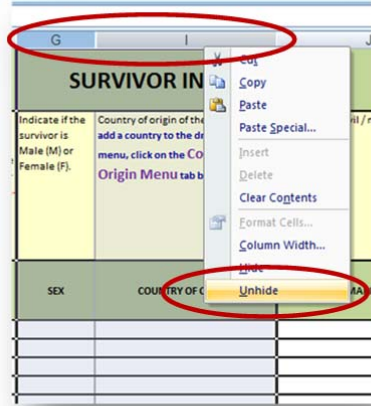 G I J
SURVIVOR IN
Indicate if the
survivor is
Male (M) or
Female (F).
Country of origin of the
add a country to the dr
menu, click on the Co
Origin Menu tab b
vil / m
Cut
Copy
Paste
Paste Special...
Insert
Delete
Clear Contents
Format Cells...
Column Width...
Hide
Unhide
SEX
COUNTRY OF O
MA